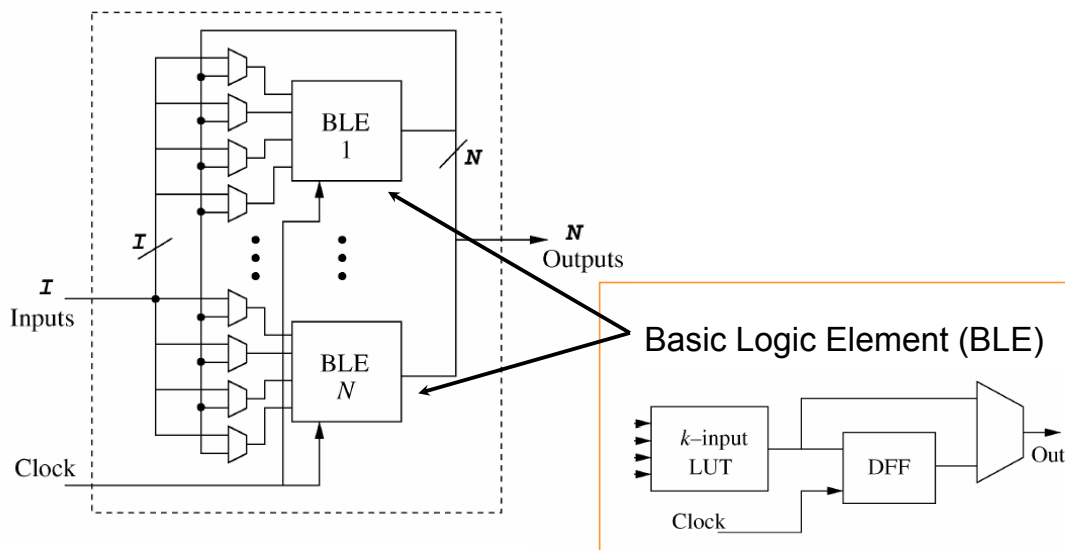 BLE
1
N
I
N
Outputs
I
Inputs
BLE
N
Clock
Basic Logic Element (BLE)
k–input
LUT
DFF
Out
Clock